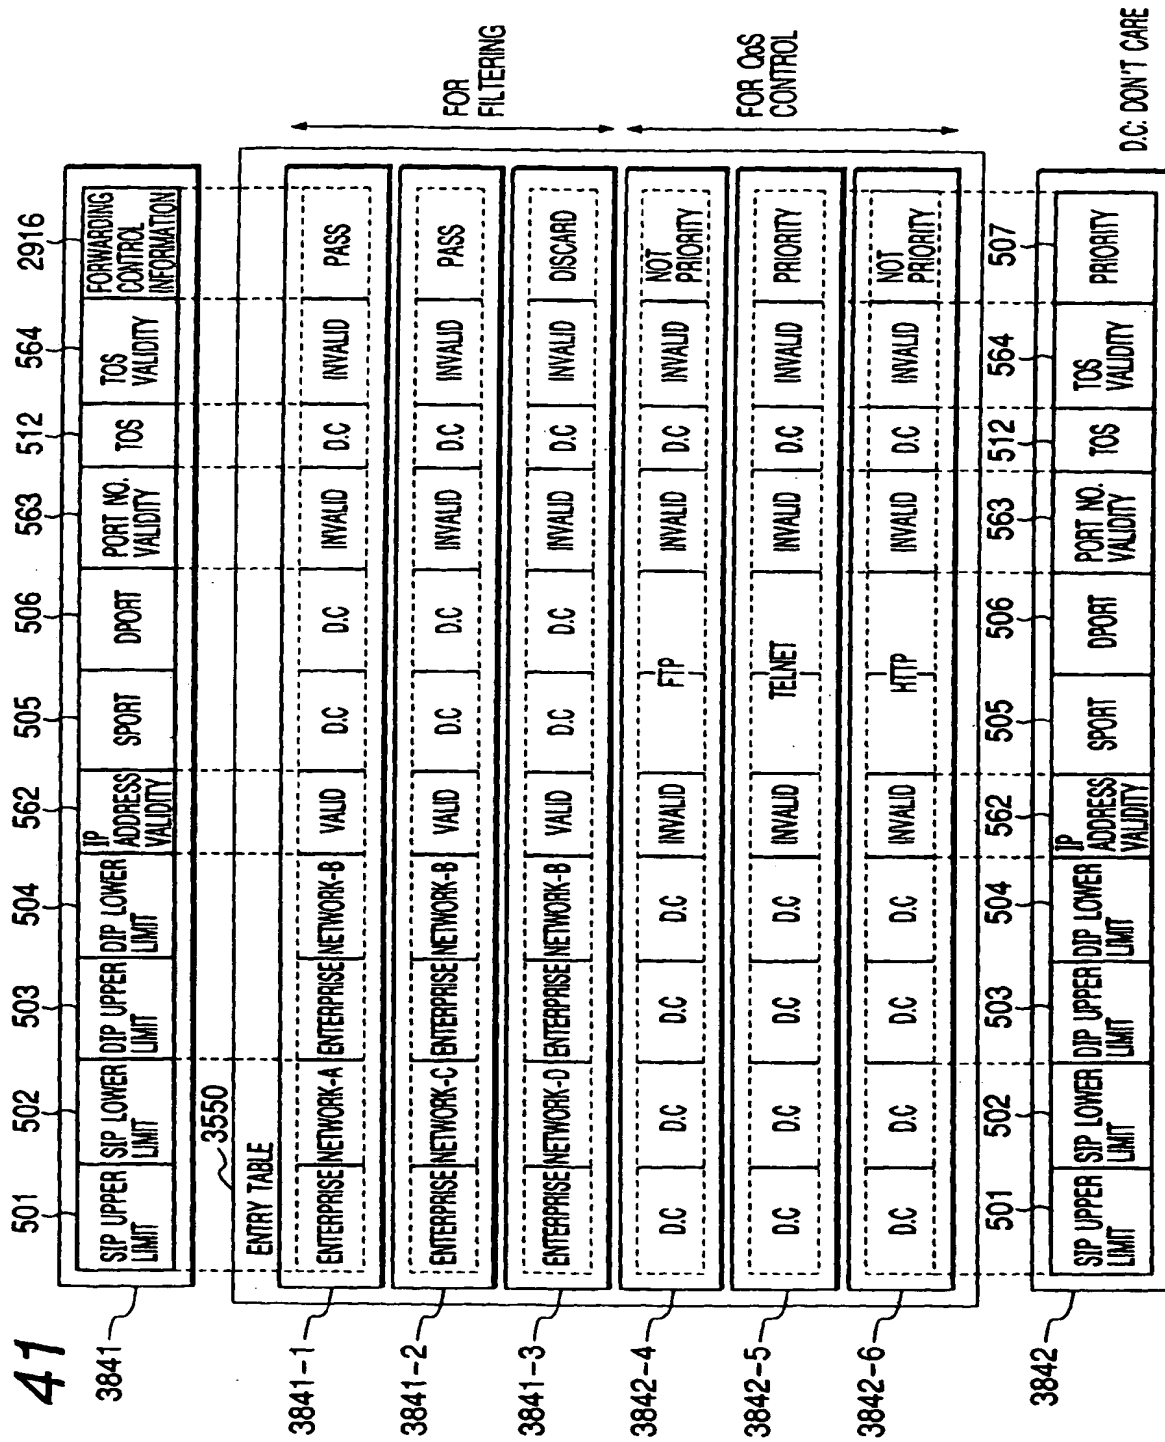 41
501 502 503 504 562 505 506 563 512 564 2916
3841
SIP UPPER LIMIT
SIP LOWER LIMIT
DIP UPPER LIMIT
DIP LOWER LIMIT
IP ADDRESS VALIDITY
SPORT
DPORT
PORT NO. VALIDITY
TOS
TOS VALIDITY
FORWARDING CONTROL INFORMATION
3550
ENTRY TABLE
3841-1 ENTERPRISE NETWORK-A ENTERPRISE NETWORK-B VALID D.C D.C INVALID D.C INVALID PASS
3841-2 ENTERPRISE NETWORK-C ENTERPRISE NETWORK-B VALID D.C D.C INVALID D.C INVALID PASS
3841-3 ENTERPRISE NETWORK-D ENTERPRISE NETWORK-B VALID D.C D.C INVALID D.C INVALID DISCARD
FOR FILTERING
3842-4 D.C D.C D.C D.C INVALID FTP INVALID D.C INVALID NOT PRIORITY
3842-5 D.C D.C D.C D.C INVALID TELNET INVALID D.C INVALID PRIORITY
3842-6 D.C D.C D.C D.C INVALID HTTP INVALID D.C INVALID NOT PRIORITY
FOR QoS CONTROL
501 502 503 504 562 505 506 563 512 564 507
3842
SIP UPPER LIMIT
SIP LOWER LIMIT
DIP UPPER LIMIT
DIP LOWER LIMIT
IP ADDRESS VALIDITY
SPORT
DPORT
PORT NO. VALIDITY
TOS
TOS VALIDITY
PRIORITY
D.C: DON'T CARE